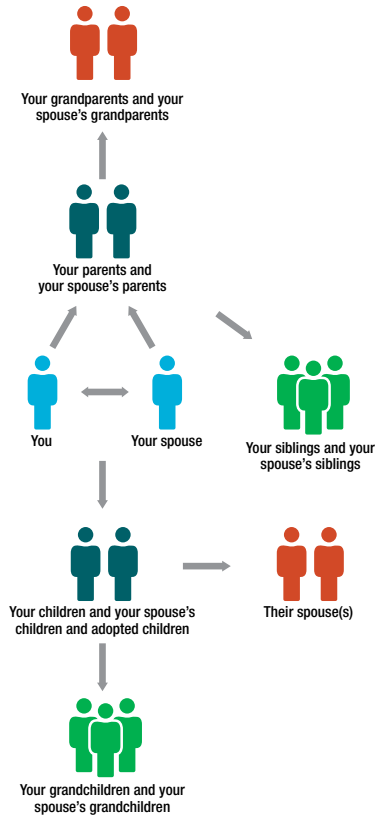 Your grandparents and your
spouse's grandparents
Your parents and
your spouse's parents
You
Your spouse
Your siblings and your
spouse's siblings
Your children and your spouse's
children and adopted children
Their spouse(s)
Your grandchildren and your
spouse's grandchildren